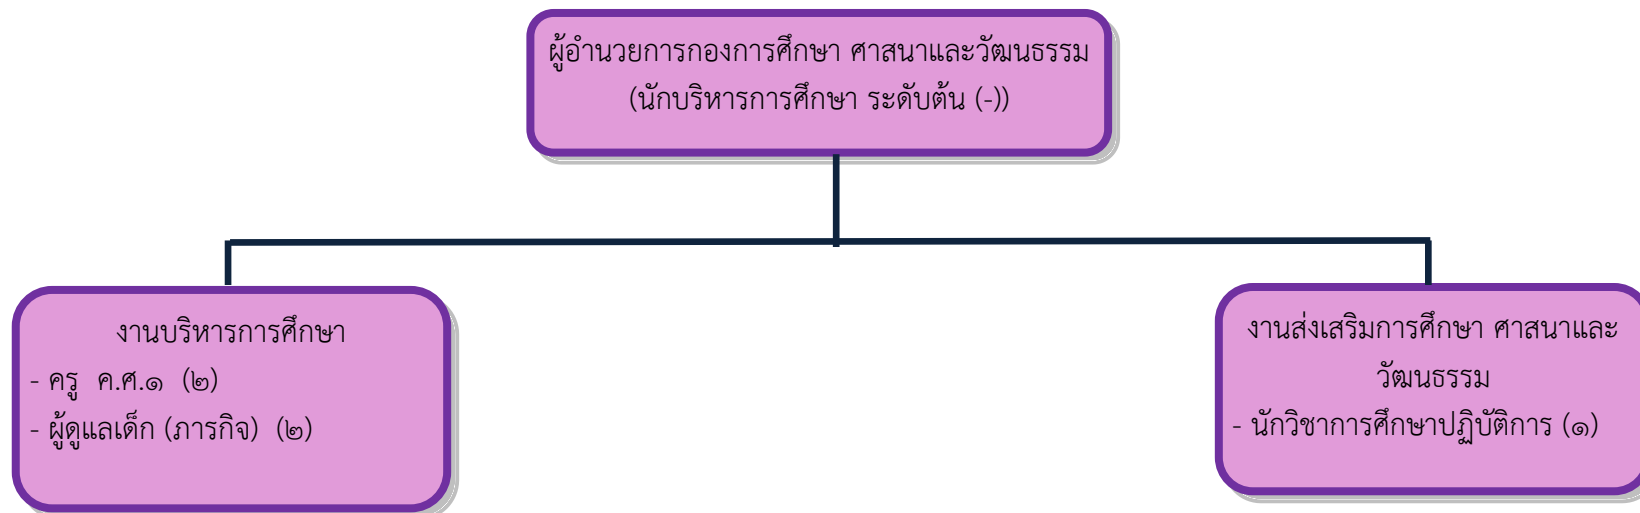 ผู้อำนวยการกองการศึกษา ศาสนาและวัฒนธรรม
(นักบริหารการศึกษา ระดับต้น (-))
งานบริหารการศึกษา
- ครู ค.ศ.๑ (๒)
- ผู้ดูแลเด็ก (ภารกิจ) (๒)
งานส่งเสริมการศึกษา ศาสนาและ
วัฒนธรรม
- นักวิชาการศึกษาปฏิบัติการ (๑)